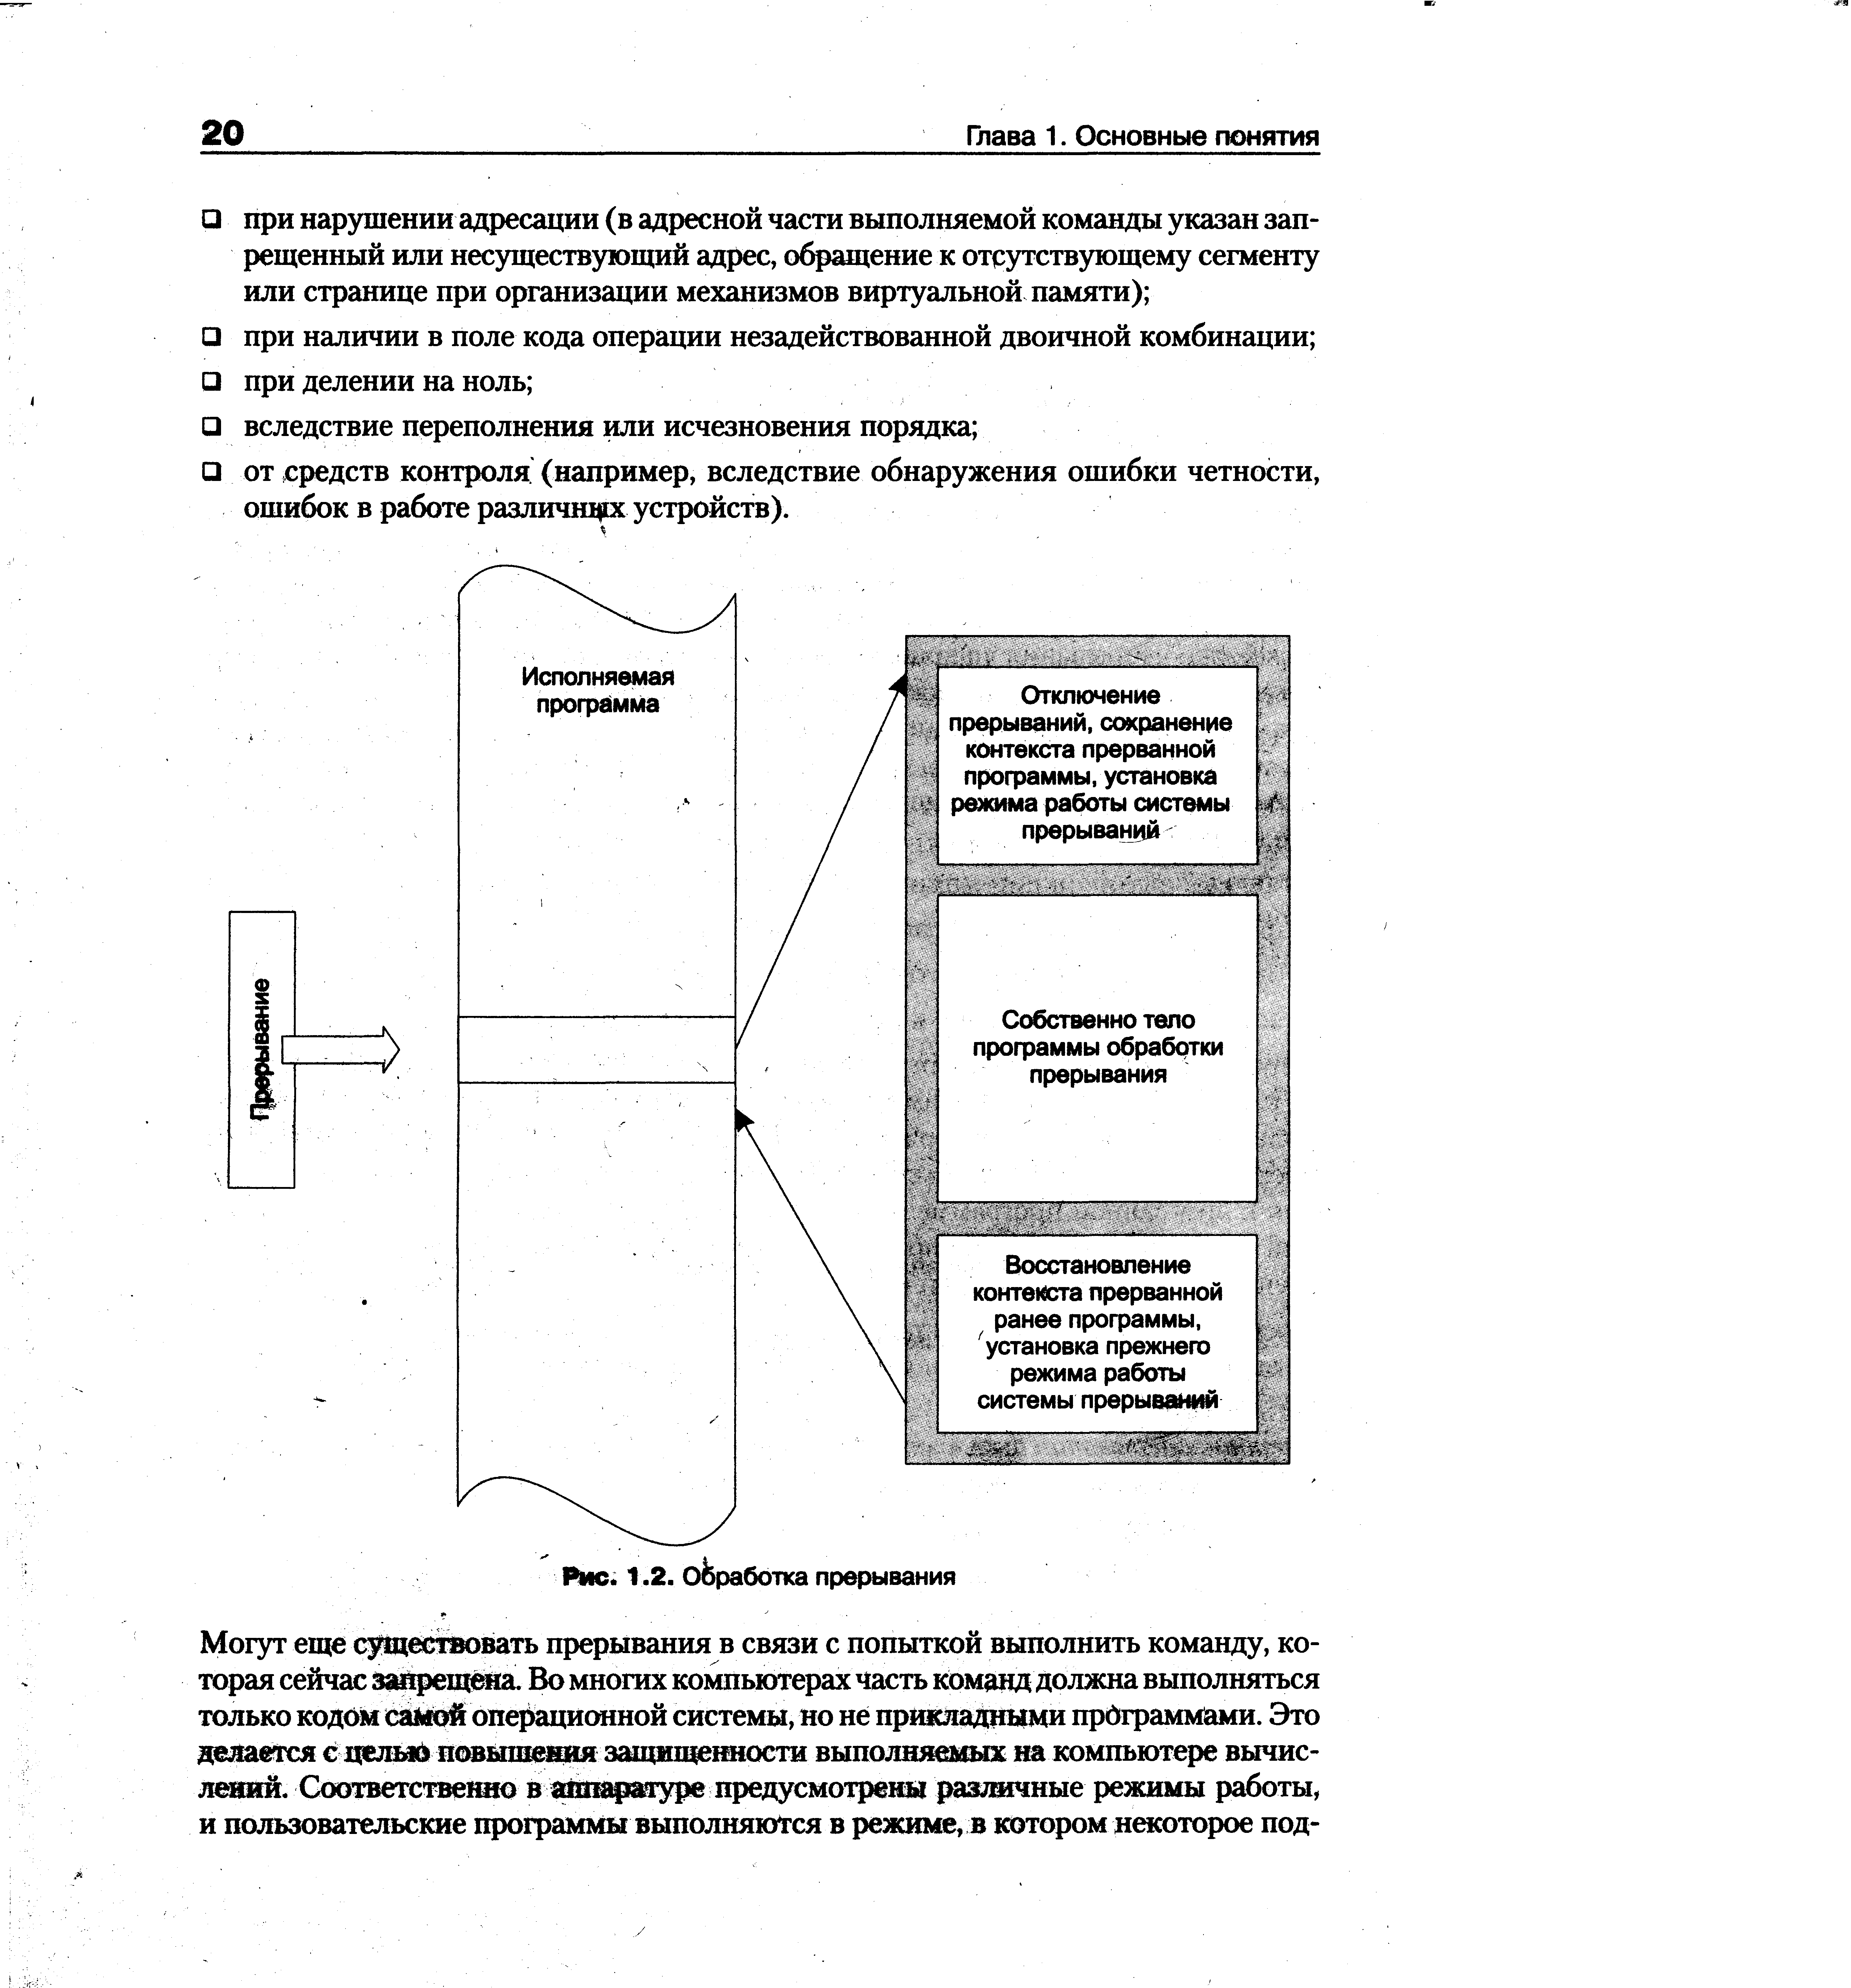 20
Глава 1. Основные понятия
❑ при нарушении адресации (в адресной части выполняемой команды указан зап-
рещенный или несуществующий адрес, обращение к отсутствующему сегменту
или странице при организации механизмов виртуальной памяти);
❑ при наличии в поле кода операции незадействованной двоичной комбинации;
❑ при делении на ноль;
❑ вследствие переполнения или исчезновения порядка;
❑ от средств контроля (например, вследствие обнаружения ошибки четности,
ошибок в работе различных устройств).
Исполняемая
программа
Прерывание
Отключение
прерываний, сохранение
контекста прерванной
программы, установка
режима работы системы
прерываний
Собственно тело
программы обработки
прерывания
Восстановление
контекста прерванной
ранее программы,
установка прежнего
режима работы
системы прерываний
Рис. 1.2. Обработка прерывания
Могут еще существовать прерывания в связи с попыткой выполнить команду, ко-
торая сейчас запрещена. Во многих компьютерах часть команд должна выполняться
только кодом самой операционной системы, но не прикладными программами. Это
делается с целью повышения защищенности выполняемых на компьютере вычис-
лений. Соответственно в аппаратуре предусмотрены различные режимы работы,
и пользовательские программы выполняются в режиме, в котором некоторое под-